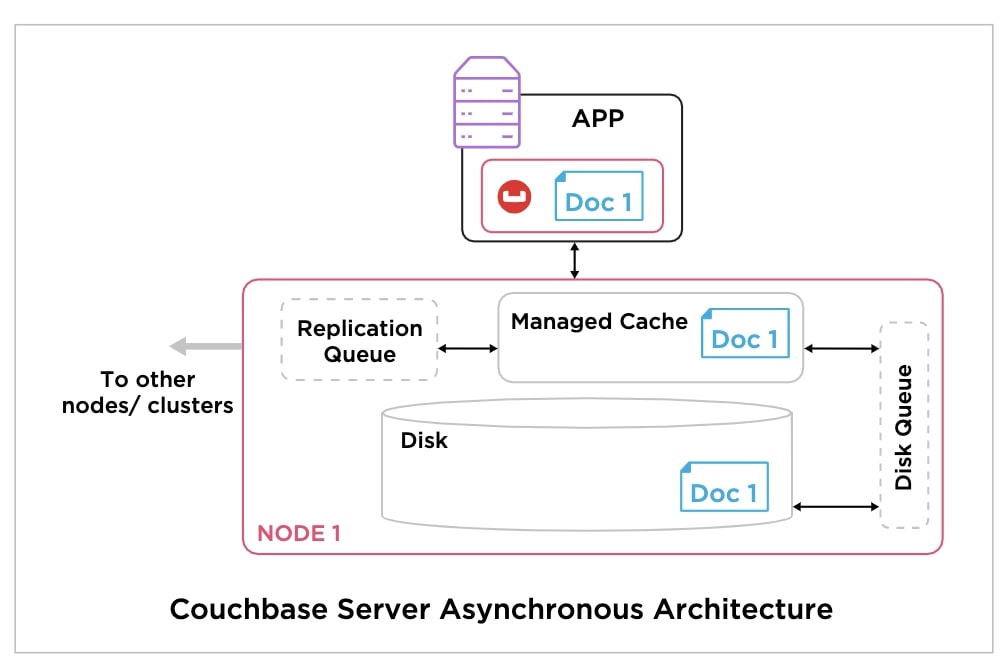 APP
Doc 1
Replication
Queue
Managed Cache
Doc 1
To other
nodes/ clusters
Disk
Doc 1
Disk Queue
NODE 1
Couchbase Server Asynchronous Architecture